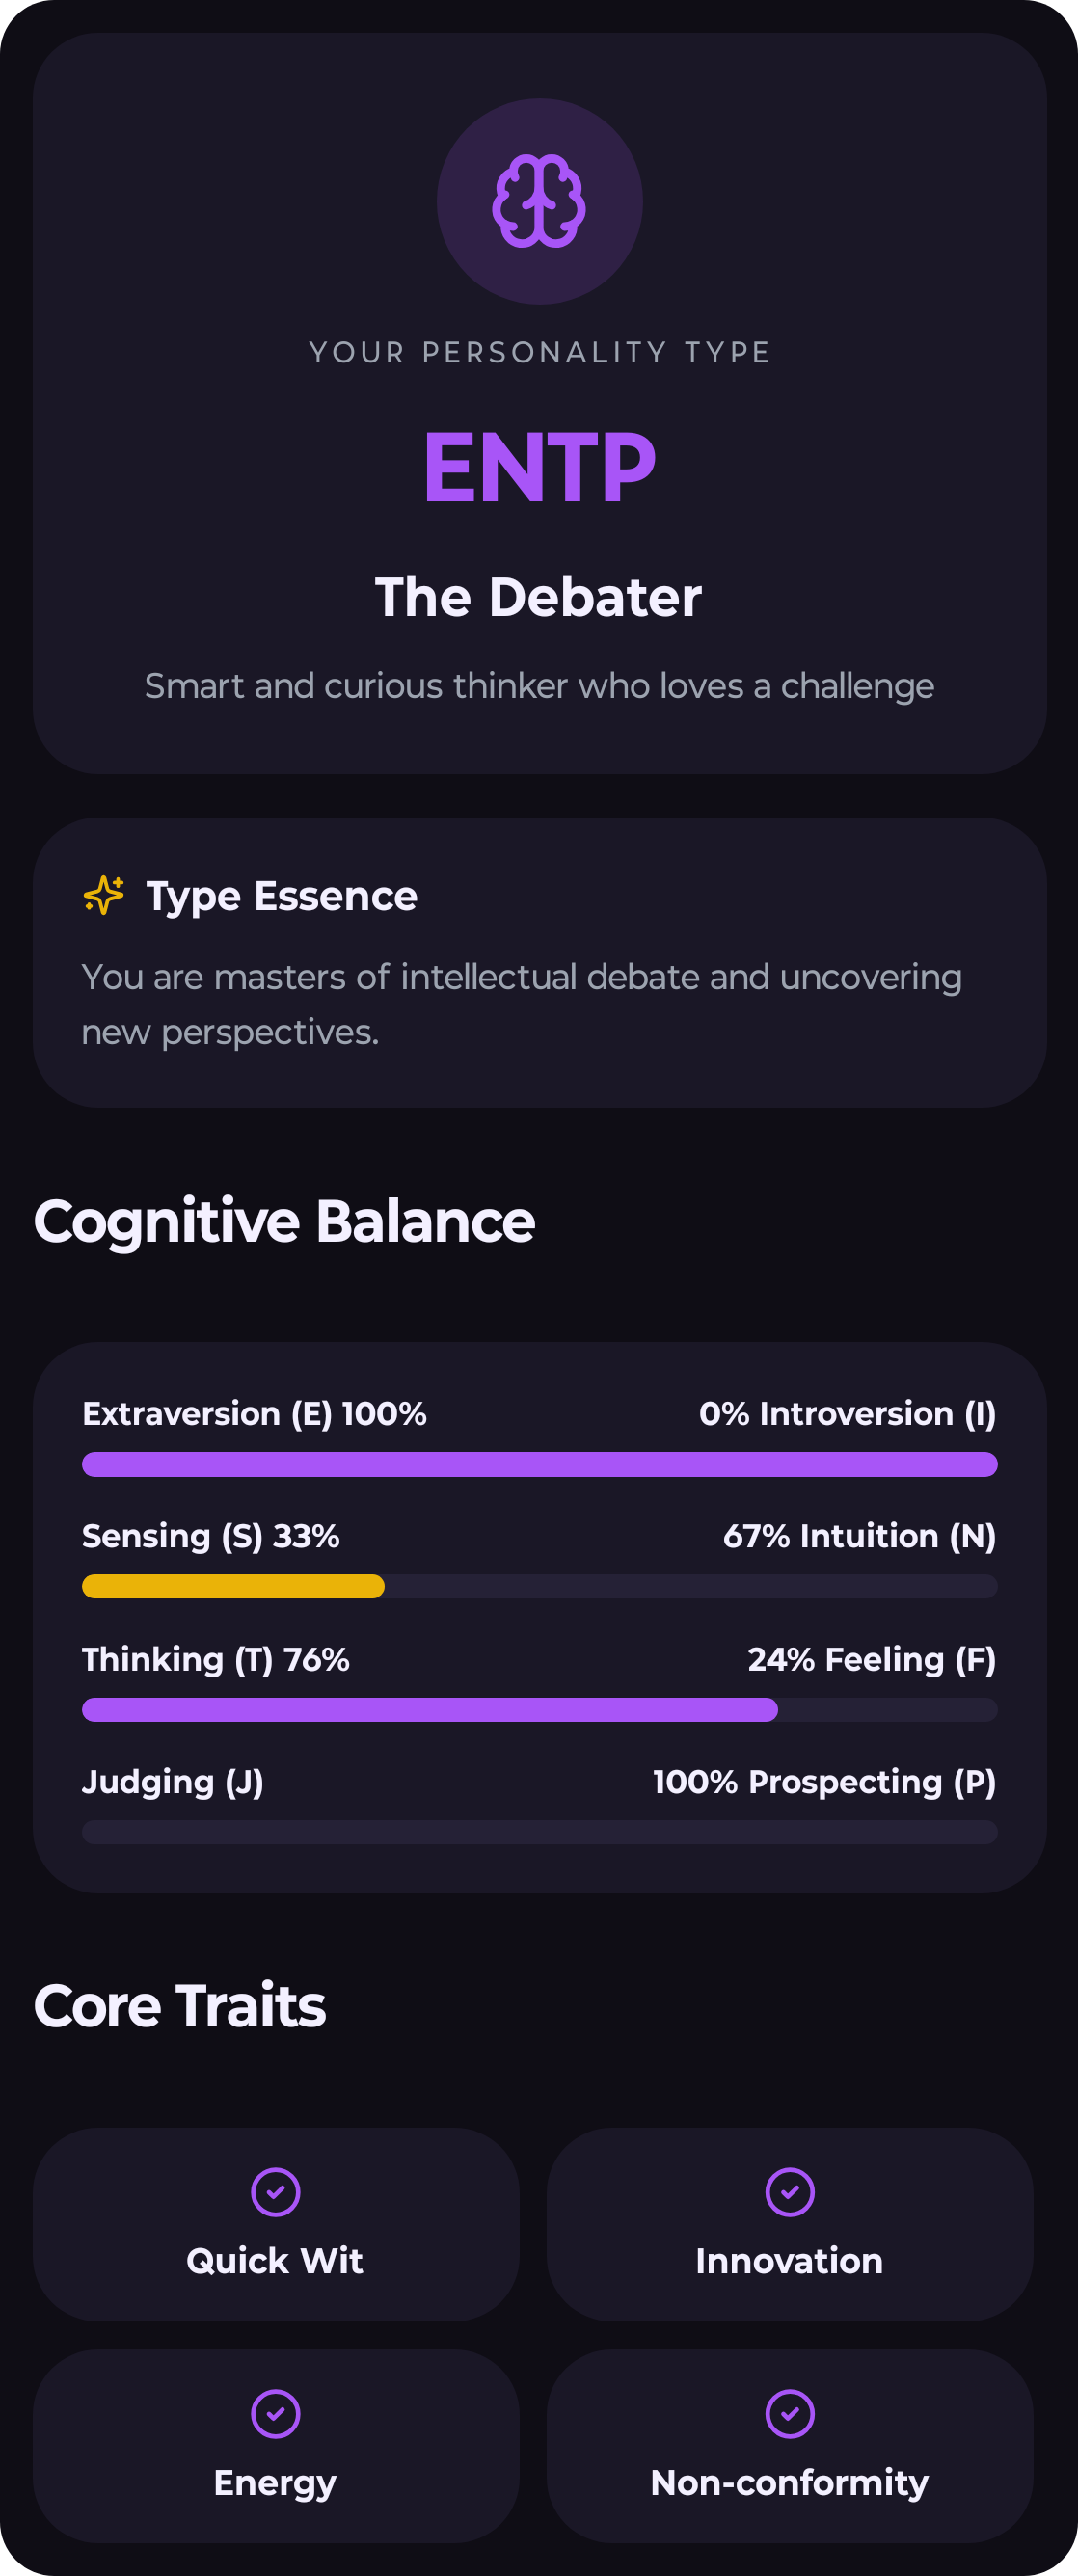 YOUR PERSONALITY TYPE
ENTP
The Debater
Smart and curious thinker who loves a challenge
Type Essence
You are masters of intellectual debate and uncovering
new perspectives.
Cognitive Balance
Extraversion (E) 100% 0% Introversion (I)
Sensing (S) 33% 67% Intuition (N)
Thinking (T) 76% 24% Feeling (F)
Judging (J) 100% Prospecting (P)
Core Traits
Quick Wit
Innovation
Energy
Non-conformity